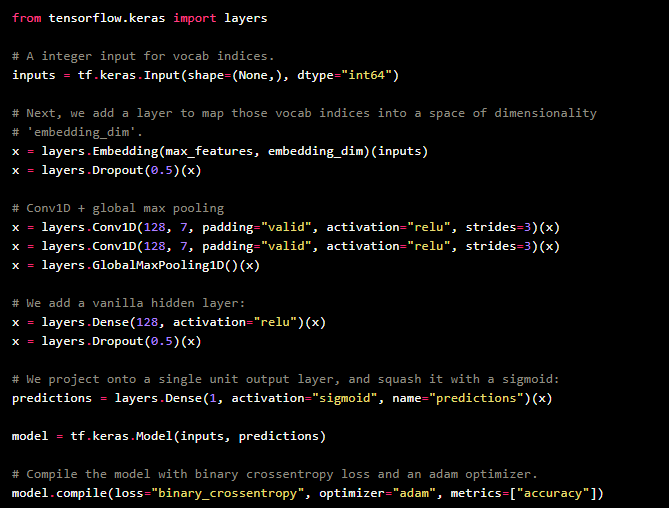 from tensorflow.keras import layers
# A integer input for vocab indices.
inputs = tf.keras.Input(shape=(None,), dtype="int64")
# Next, we add a layer to map those vocab indices into a space of dimensionality
# 'embedding_dim'.
x = layers.Embedding(max_features, embedding_dim)(inputs)
x = layers.Dropout(0.5)(x)
# Conv1D + global max pooling
x = layers.Conv1D(128, 7, padding="valid", activation="relu", strides=3)(x)
x = layers.Conv1D(128, 7, padding="valid", activation="relu", strides=3)(x)
x = layers.GlobalMaxPooling1D()(x)
# We add a vanilla hidden layer:
x = layers.Dense(128, activation="relu")(x)
x = layers.Dropout(0.5)(x)
# We project onto a single unit output layer, and squash it with a sigmoid:
predictions = layers.Dense(1, activation="sigmoid", name="predictions")(x)
model = tf.keras.Model(inputs, predictions)
# Compile the model with binary crossentropy loss and an adam optimizer.
model.compile(loss="binary_crossentropy", optimizer="adam", metrics=["accuracy"])